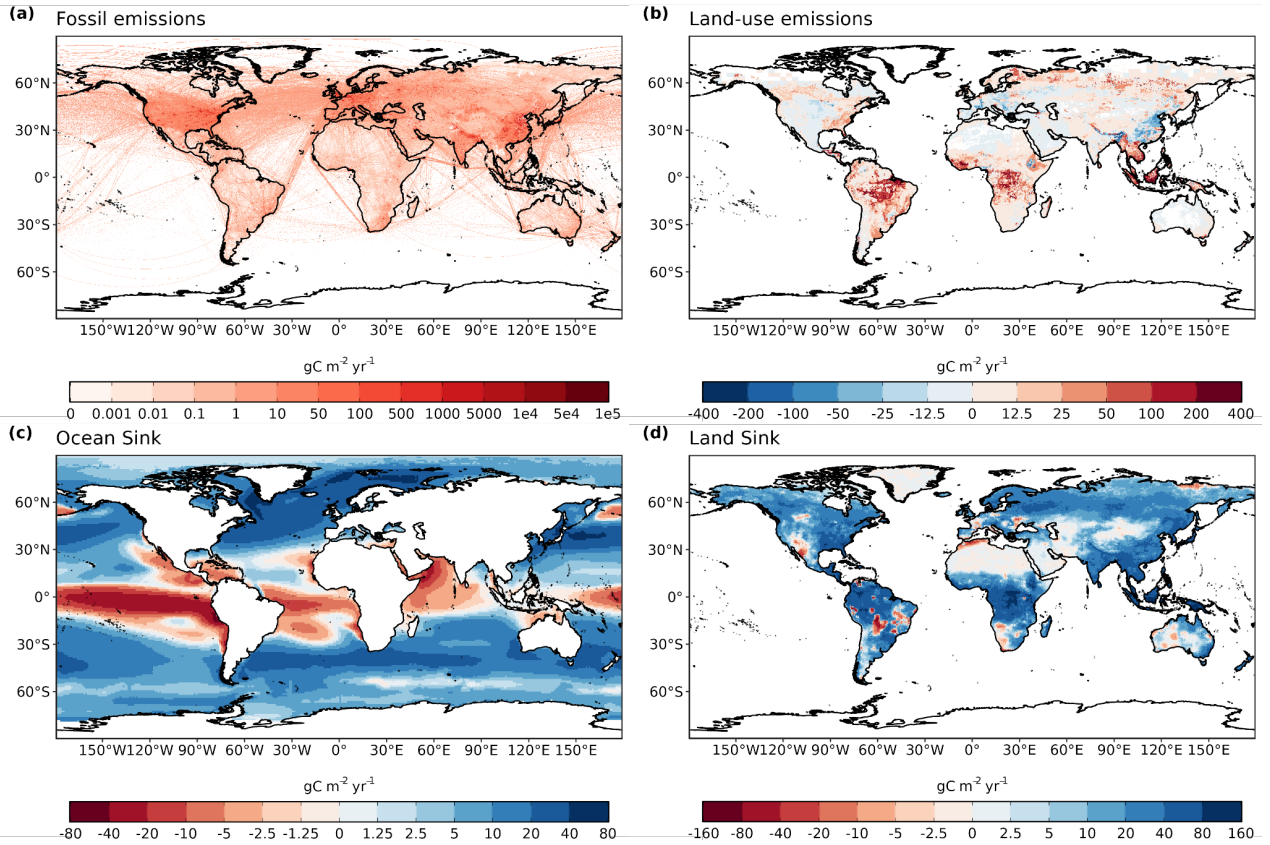 (a) Fossil emissions
60°N
30°N
0°
30°S
60°S
150°W120°W 90°W 60°W 30°W 0° 30°E 60°E 90°E 120°E 150°E
gC m-2 yr-1
0 0.001 0.01 0.1 1 10 50 100 500 1000 5000 1e4 5e4 1e5
(b) Land-use emissions
60°N
30°N
0°
30°S
60°S
150°W120°W 90°W 60°W 30°W 0° 30°E 60°E 90°E 120°E 150°E
gC m-2 yr-1
-400 -200 -100 -50 -25 -12.5 0 12.5 25 50 100 200 400
(c) Ocean Sink
60°N
30°N
0°
30°S
60°S
150°W120°W 90°W 60°W 30°W 0° 30°E 60°E 90°E 120°E 150°E
gC m-2 yr-1
-80 -40 -20 -10 -5 -2.5 -1.25 0 1.25 2.5 5 10 20 40 80
(d) Land Sink
60°N
30°N
0°
30°S
60°S
150°W120°W 90°W 60°W 30°W 0° 30°E 60°E 90°E 120°E 150°E
gC m-2 yr-1
-160 -80 -40 -20 -10 -5 -2.5 0 2.5 5 10 20 40 80 160